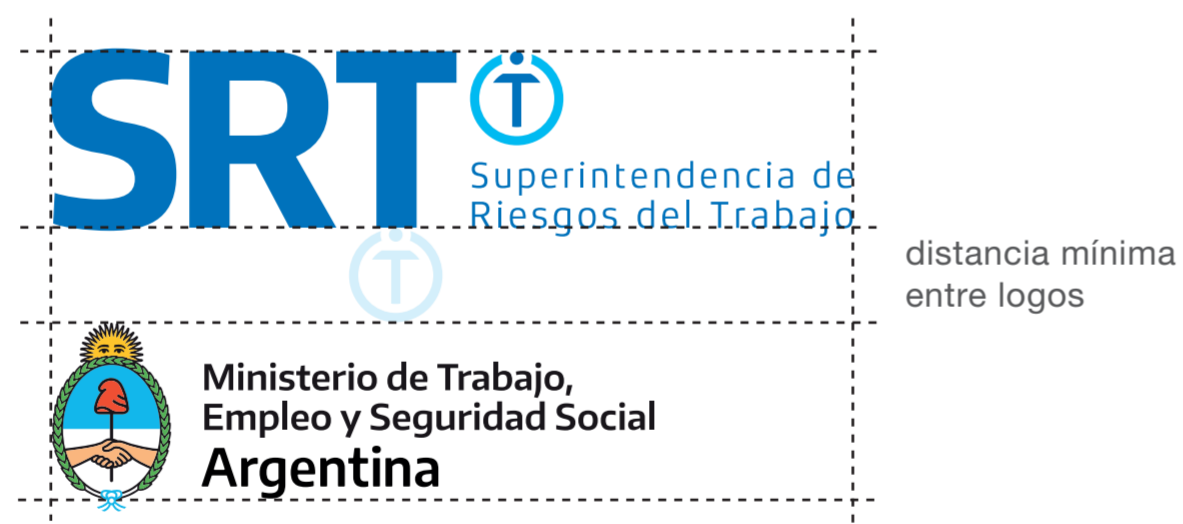 SRT
Superintendencia de
Riesgos del Trabajo
distancia mínima
entre logos
Ministerio de Trabajo,
Empleo y Seguridad Social
Argentina